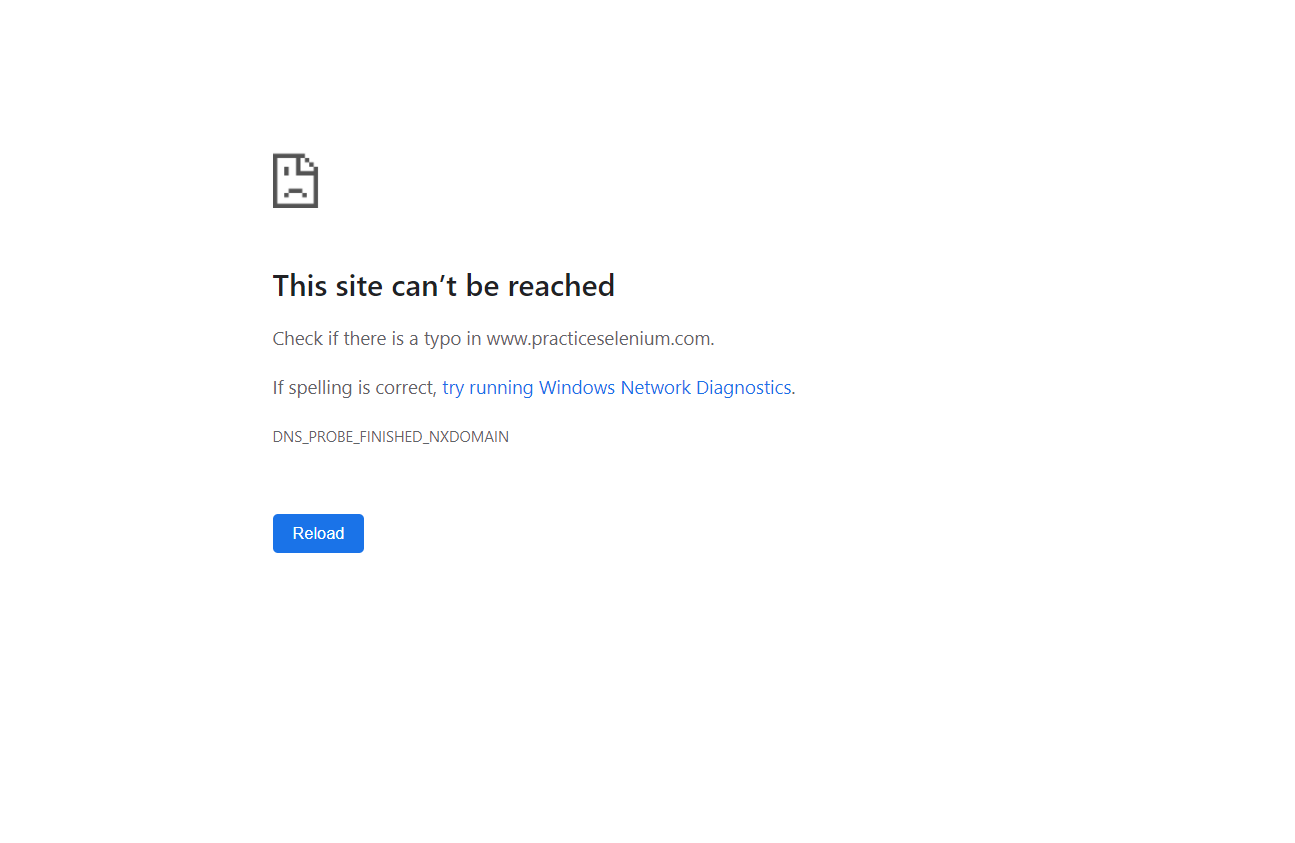 This site can’t be reached
Check if there is a typo in www.practiceselenium.com.
If spelling is correct, try running Windows Network Diagnostics.
DNS_PROBE_FINISHED_NXDOMAIN
Reload